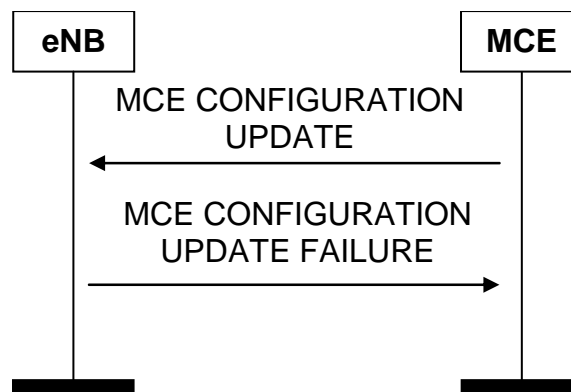 eNB
MCE
MCE CONFIGURATION
UPDATE
MCE CONFIGURATION
UPDATE FAILURE